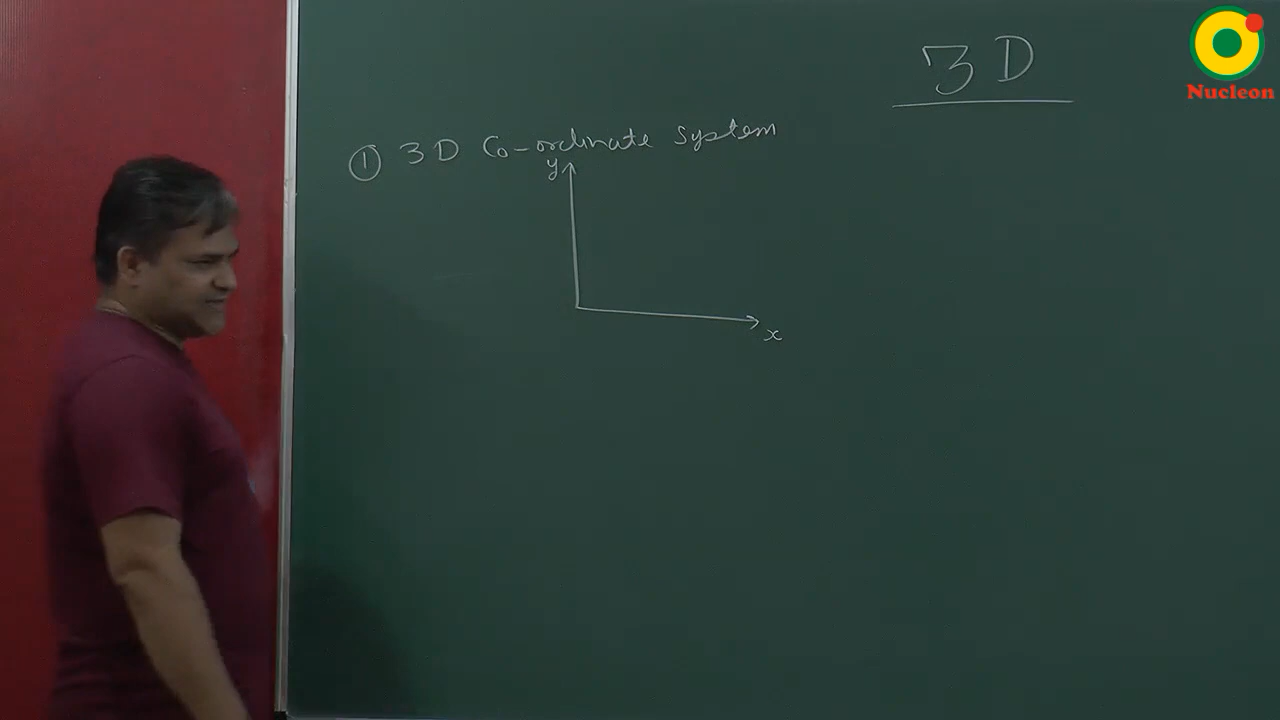 3D
Nucleon
① 3D Co-ordinate System
y
x